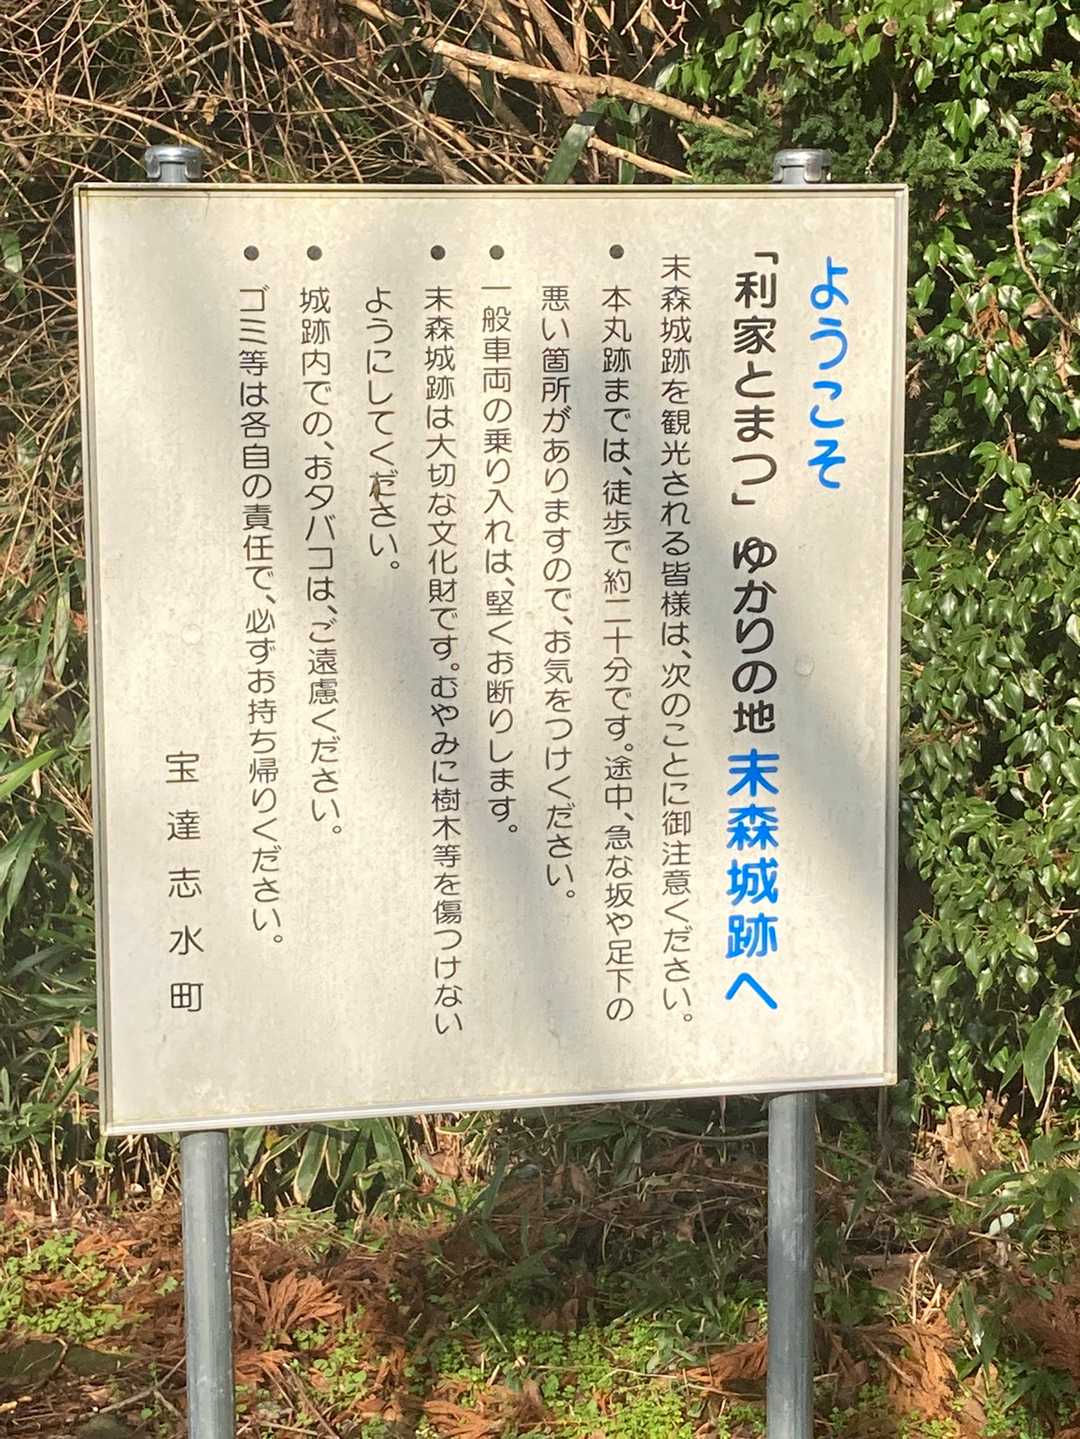 ようこそ
「利家とまつ」ゆかりの地 末森城跡へ
末森城跡を観光される皆様は、次のことに御注意ください。
● 本丸跡までは、徒歩で約二十分です。途中、急な坂や足下の
悪い箇所がありますので、お気をつけください。
● 一般車両の乗り入れは、堅くお断りします。
● 末森城跡は大切な文化財です。むやみに樹木等を傷つけない
ようにしてください。
● 城跡内での、おタバコは、ご遠慮ください。
● ゴミ等は各自の責任で、必ずお持ち帰りください。
宝達志水町